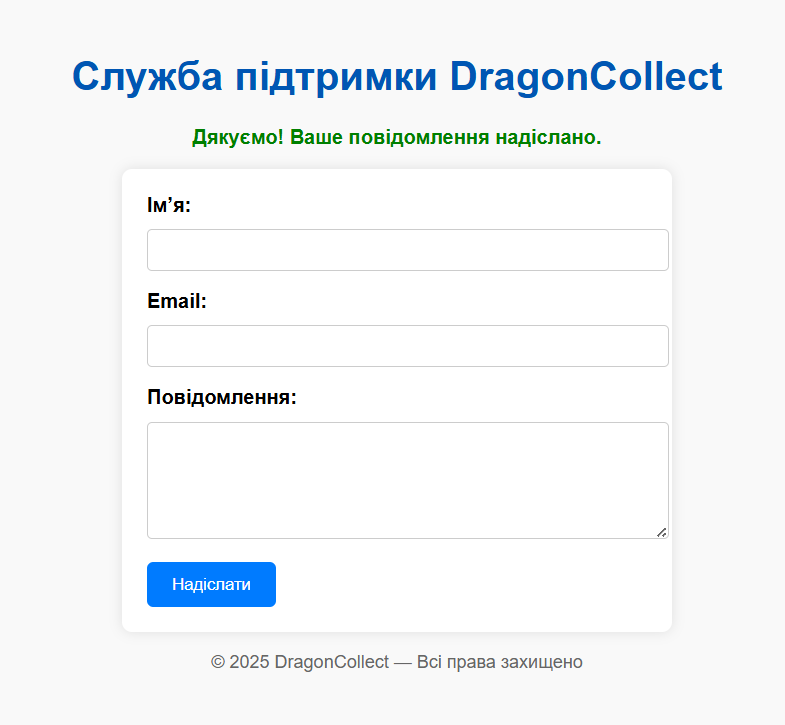 Служба підтримки DragonCollect
Дякуємо! Ваше повідомлення надіслано.
Ім’я:
Email:
Повідомлення:
Надіслати
© 2025 DragonCollect — Всі права захищено